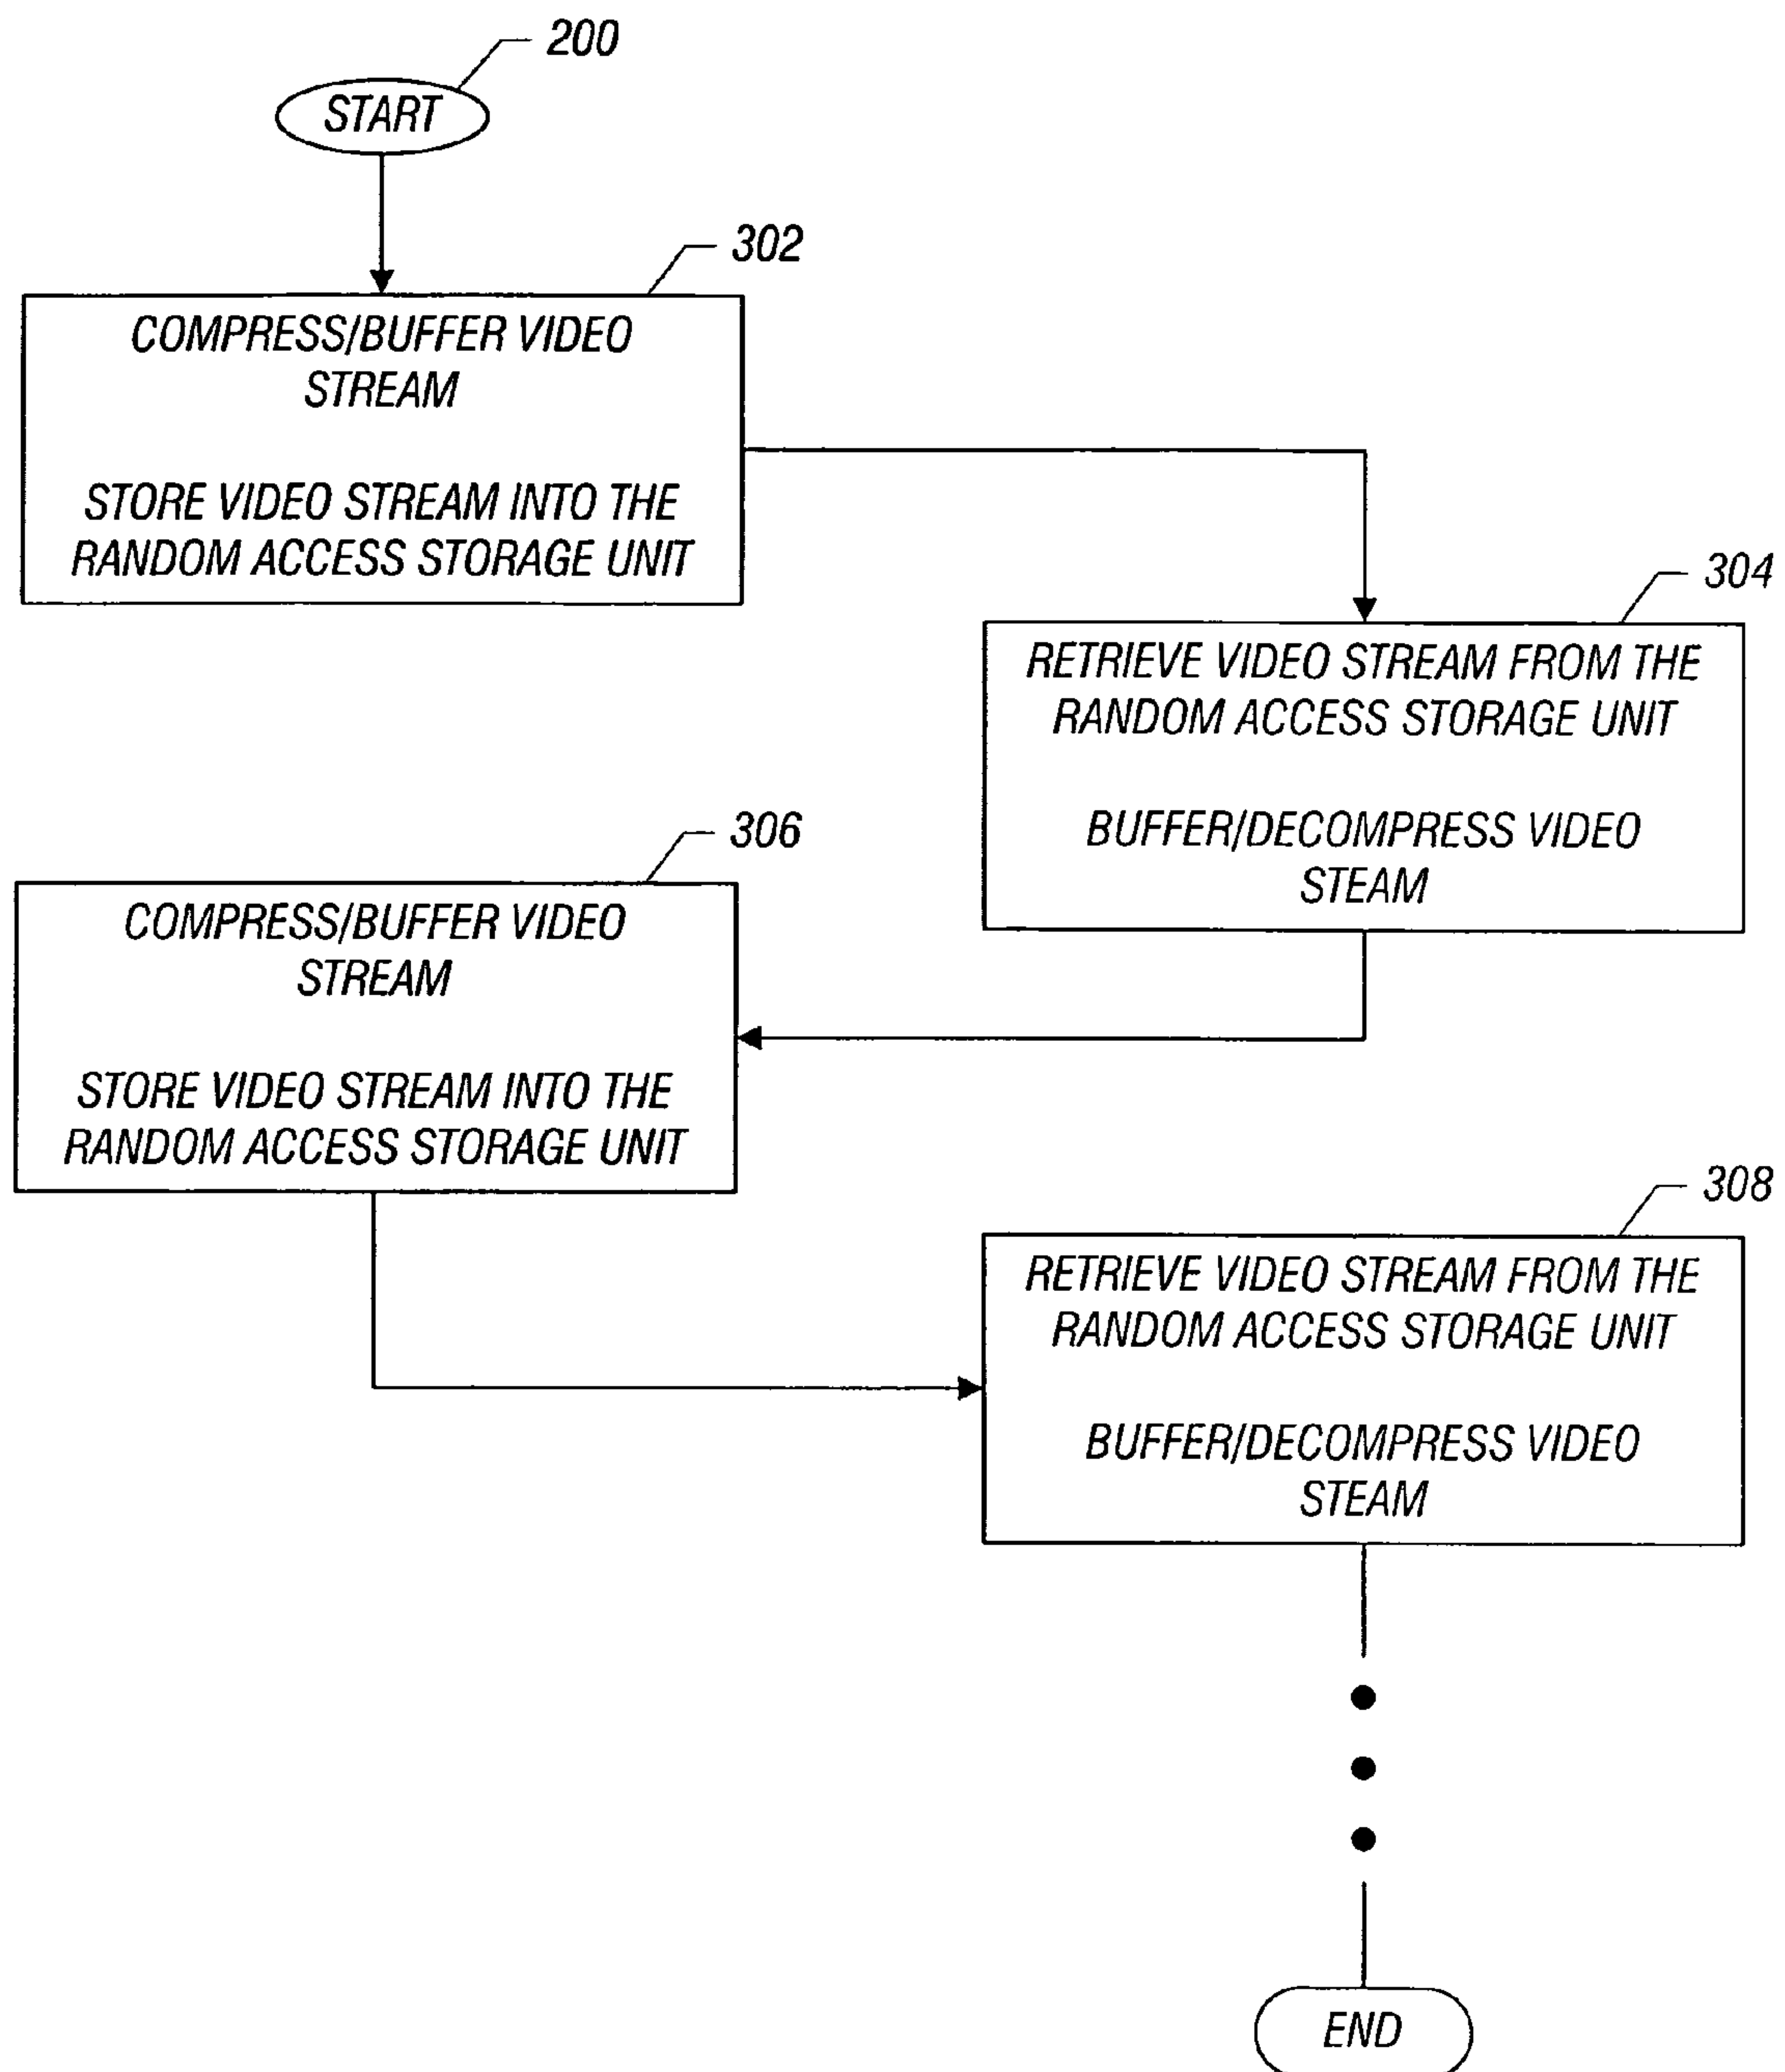 200
START
302
COMPRESS/BUFFER VIDEO
STREAM
STORE VIDEO STREAM INTO THE
RANDOM ACCESS STORAGE UNIT
304
RETRIEVE VIDEO STREAM FROM THE
RANDOM ACCESS STORAGE UNIT
BUFFER/DECOMPRESS VIDEO
STEAM
306
COMPRESS/BUFFER VIDEO
STREAM
STORE VIDEO STREAM INTO THE
RANDOM ACCESS STORAGE UNIT
308
RETRIEVE VIDEO STREAM FROM THE
RANDOM ACCESS STORAGE UNIT
BUFFER/DECOMPRESS VIDEO
STEAM
END